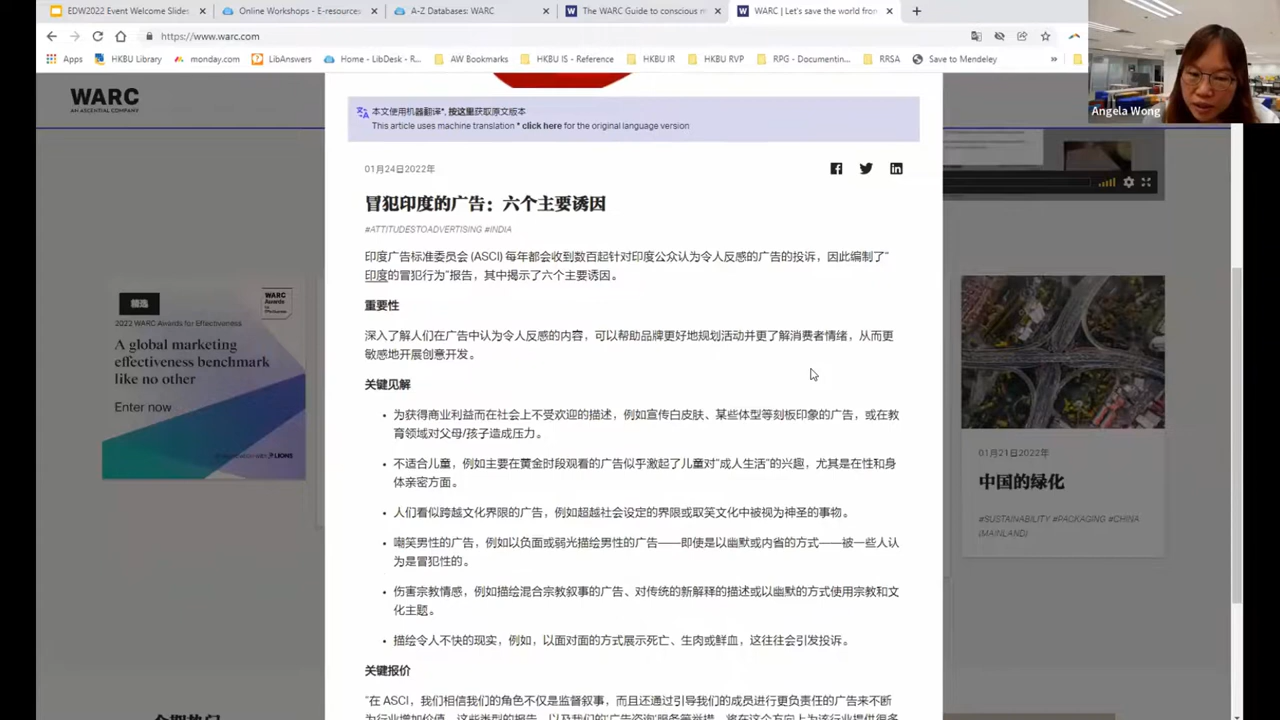 EDW2022 Event Welcome Slides
Online Workshops - E-resource
A-Z Databases: WARC
The WARC Guide to conscious m
WARC | Let's save the world from
https://www.warc.com
Apps
HKBU Library
monday.com
LibAnswers
Home - LibDesk - R...
AW Bookmarks
HKBU IS - Reference
HKBU IR
HKBU RVP
RPG - Documentin...
RRSA
Save to Mendeley
Angela Wong
WARC
AN ASCENTIAL COMPANY
本文使用机器翻译*, 按这里获取原文版本
This article uses machine translation * click here for the original language version
01月24日2022年
冒犯印度的广告：六个主要诱因
#ATTITUDESTOADVERTISING #INDIA
印度广告标准委员会 (ASCI) 每年都会收到数百起针对印度公众认为令人反感的广告的投诉，因此编制了“
印度的冒犯行为”报告，其中揭示了六个主要诱因。
重要性
深入了解人们在广告中认为令人反感的内容，可以帮助品牌更好地规划活动并更了解消费者情绪，从而更
敏感地开展创意开发。
关键见解
• 为获得商业利益而在社会上不受欢迎的描述，例如宣传白皮肤、某些体型等刻板印象的广告，或在教
育领域对父母/孩子造成压力。
• 不适合儿童，例如主要在黄金时段观看的广告似乎激起了儿童对“成人生活”的兴趣，尤其是在性和身
体亲密方面。
• 人们看似跨越文化界限的广告，例如超越社会设定的界限或取笑文化中被视为神圣的事物。
• 嘲笑男性的广告，例如以负面或弱光描绘男性的广告——即使是以幽默或内省的方式——被一些人认
为是冒犯性的。
• 伤害宗教情感，例如描绘混合宗教叙事的广告、对传统的新解释的描述或以幽默的方式使用宗教和文
化主题。
• 描绘令人不快的现实，例如，以面对面的方式展示死亡、生肉或鲜血，这往往会引发投诉。
关键报价
“在 ASCI，我们相信我们的角色不仅是监督叙事，而且还通过引导我们的成员进行更负责任的广告来不断
精选
WARC
Awards
2022 WARC Awards for Effectiveness
A global marketing
effectiveness benchmark
like no other
Enter now
LIONS
01月21日2022年
中国的绿化
#SUSTAINABILITY #PACKAGING #CHINA
(MAINLAND)